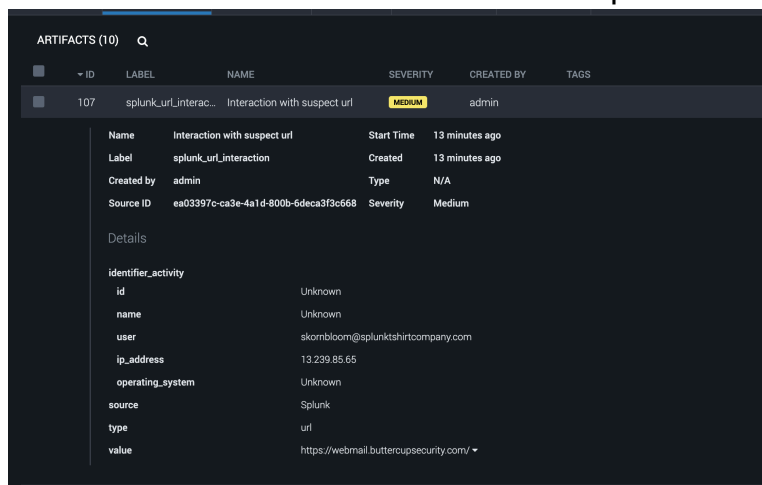 ARTIFACTS (10)
ID LABEL NAME SEVERITY CREATED BY TAGS
107 splunk_url_interac... Interaction with suspect url MEDIUM admin
Name Interaction with suspect url Start Time 13 minutes ago
Label splunk_url_interaction Created 13 minutes ago
Created by admin Type N/A
Source ID ea03397c-ca3e-4a1d-800b-6deca3f3c668 Severity Medium
Details
identifier_activity
id Unknown
name Unknown
user skornbloom@splunktshirtcompany.com
ip_address 13.239.85.65
operating_system Unknown
source Splunk
type url
value https://webmail.buttercupsecurity.com/